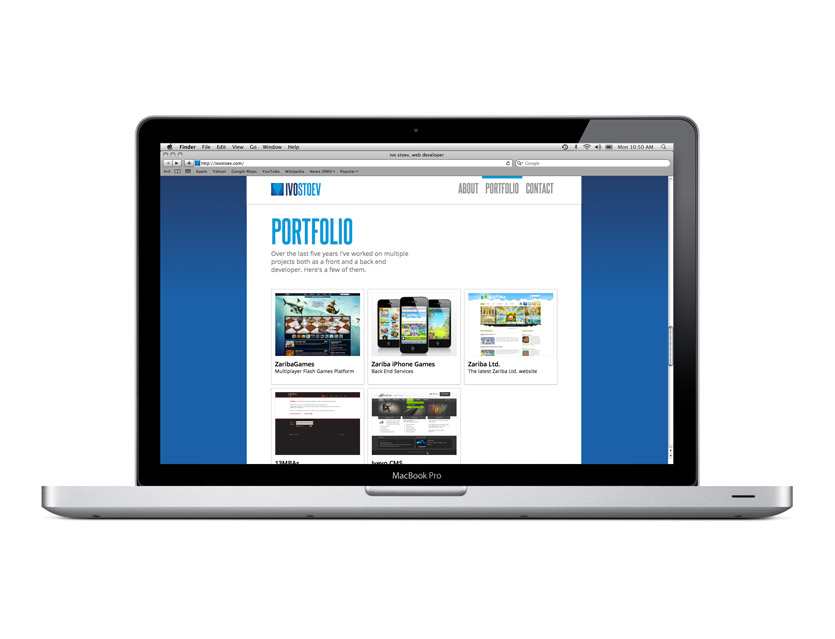 Finder File Edit View Go Window Help Mon 10:50 AM
ivo stoev, web developer
http://ivostoev.com/ Google
Apple Yahoo! Google Maps YouTube Wikipedia News (990) Popular
IVOSTOEV ABOUT PORTFOLIO CONTACT
PORTFOLIO
Over the last five years I've worked on multiple
projects both as a front and a back end
developer. Here's a few of them.
ZaribaGames
Multiplayer Flash Games Platform
Zariba iPhone Games
Back End Services
Zariba Ltd.
The latest Zariba Ltd. website
MacBook Pro